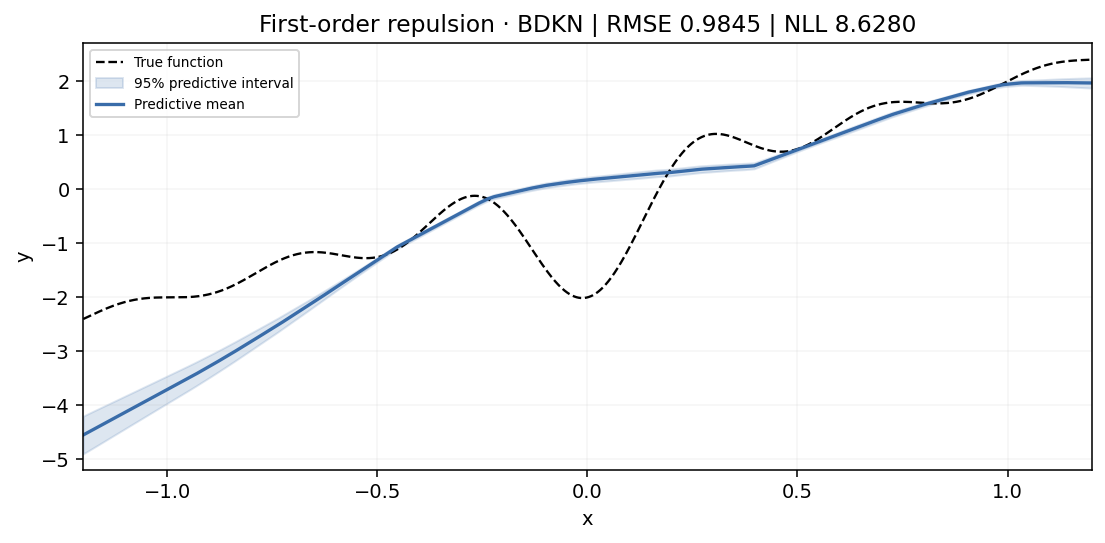 First-order repulsion · BDKN | RMSE 0.9845 | NLL 8.6280
True function
95% predictive interval
Predictive mean
2
1
0
−1
−2
−3
−4
−5
y
−1.0 −0.5 0.0 0.5 1.0
x